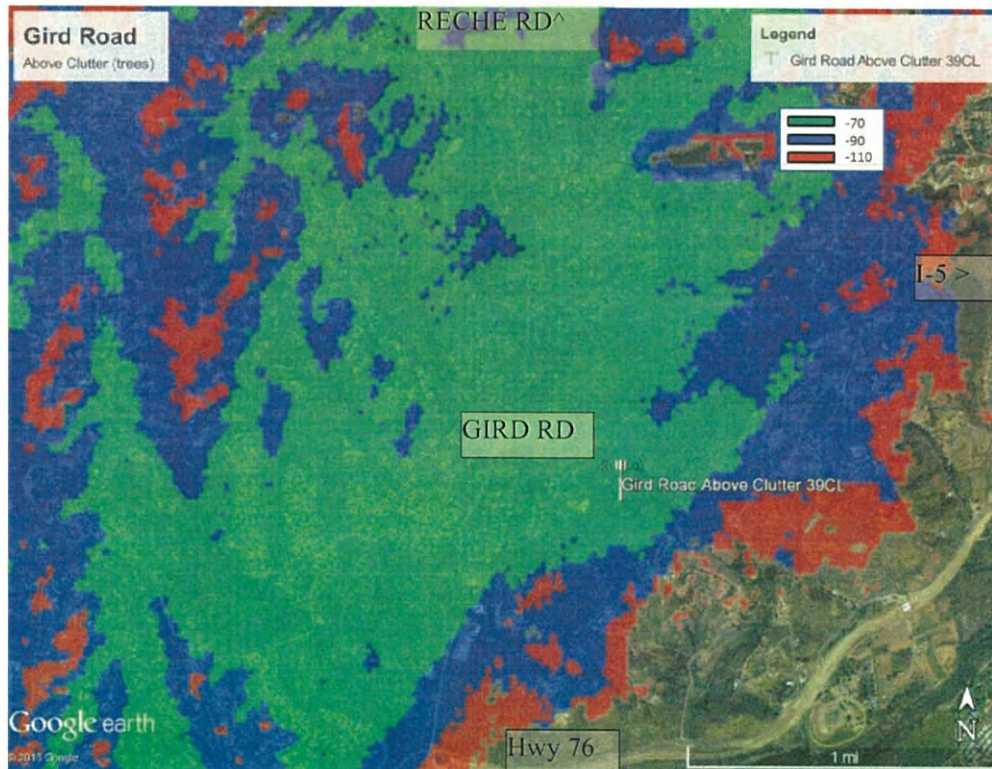 Gird Road
Above Clutter (trees)
RECHE RD^
Legend
Gird Road Above Clutter 39CL
-70
-90
-110
I-5 >
GIRD RD
Gird Road Above Clutter 39CL
Google earth
© 2015 Google
Hwy 76
N
1 mi